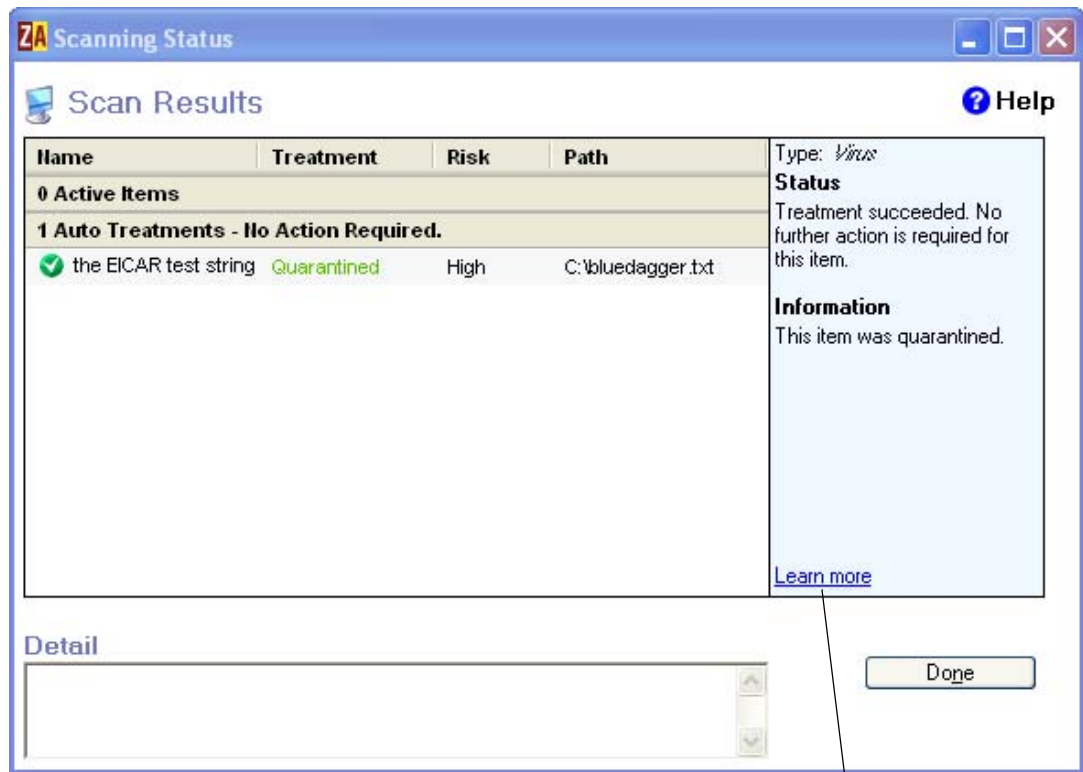 ZA Scanning Status
Scan Results
? Help
Name Treatment Risk Path
0 Active Items
1 Auto Treatments - No Action Required.
the EICAR test string Quarantined High C:\bluedagger.txt
Type: Virus
Status
Treatment succeeded. No
further action is required for
this item.
Information
This item was quarantined.
Learn more
Detail
Done